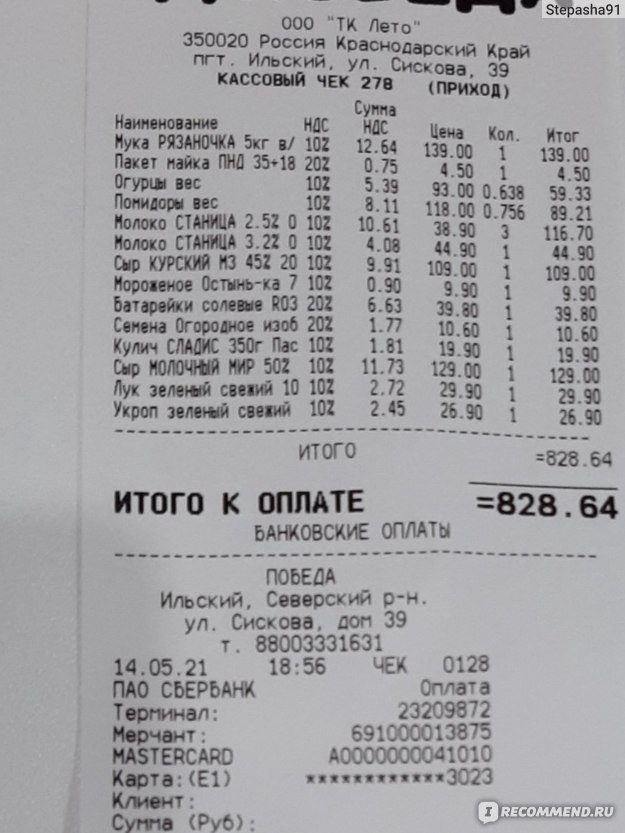 Stepasha91
ООО "ТК Лето"
350020 Россия Краснодарский Край
пгт. Ильский, ул. Сискова, 39
КАССОВЫЙ ЧЕК 278 (ПРИХОД)
Наименование НДС Сумма НДС Цена Кол. Итог
Мука РЯЗАНОЧКА 5кг в/ 10% 12.64 139.00 1 139.00
Пакет майка ПНД 35+18 20% 0.75 4.50 1 4.50
Огурцы вес 10% 5.39 93.00 0.638 59.33
Помидоры вес 10% 8.11 118.00 0.756 89.21
Молоко СТАНИЦА 2.5% 0 10% 10.61 38.90 3 116.70
Молоко СТАНИЦА 3.2% 0 10% 4.08 44.90 1 44.90
Сыр КУРСКИЙ МЗ 45% 20 10% 9.91 109.00 1 109.00
Мороженое Остынь-ка 7 10% 0.90 9.90 1 9.90
Батарейки солевые R03 20% 6.63 39.80 1 39.80
Семена Огородное изоб 20% 1.77 10.60 1 10.60
Кулич СЛАДИС 350г Пас 10% 1.81 19.90 1 19.90
Сыр МОЛОЧНЫЙ МИР 50% 10% 11.73 129.00 1 129.00
Лук зеленый свежий 10 10% 2.72 29.90 1 29.90
Укроп зеленый свежий 10% 2.45 26.90 1 26.90
ИТОГО =828.64
ИТОГО К ОПЛАТЕ =828.64
БАНКОВСКИЕ ОПЛАТЫ
ПОБЕДА
Ильский, Северский р-н.
ул. Сискова, дом 39
т. 88003331631
14.05.21 18:56 ЧЕК 0128
ПАО СБЕРБАНК Оплата
Терминал: 23209872
Мерчант: 691000013875
MASTERCARD A0000000041010
Карта:(E1) ************3023
Клиент:
Сумма (Руб):
IRECOMMEND.RU